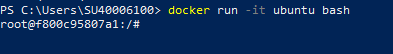 PS C:\Users\SU40006100> docker run -it ubuntu bash
root@f800c95807a1:/#